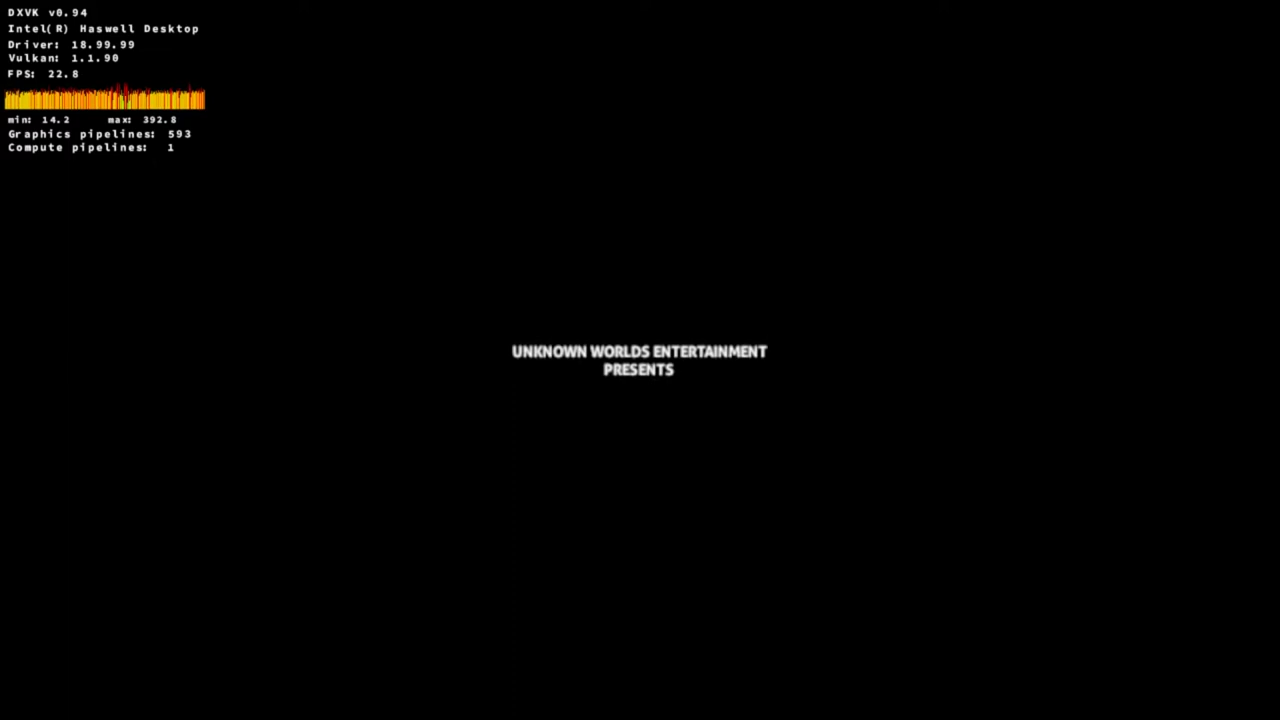 DXVK v0.94
Intel(R) Haswell Desktop
Driver: 18.99.99
Vulkan: 1.1.90
FPS: 22.8
min: 14.2 max: 392.8
Graphics pipelines: 593
Compute pipelines: 1
UNKNOWN WORLDS ENTERTAINMENT
PRESENTS